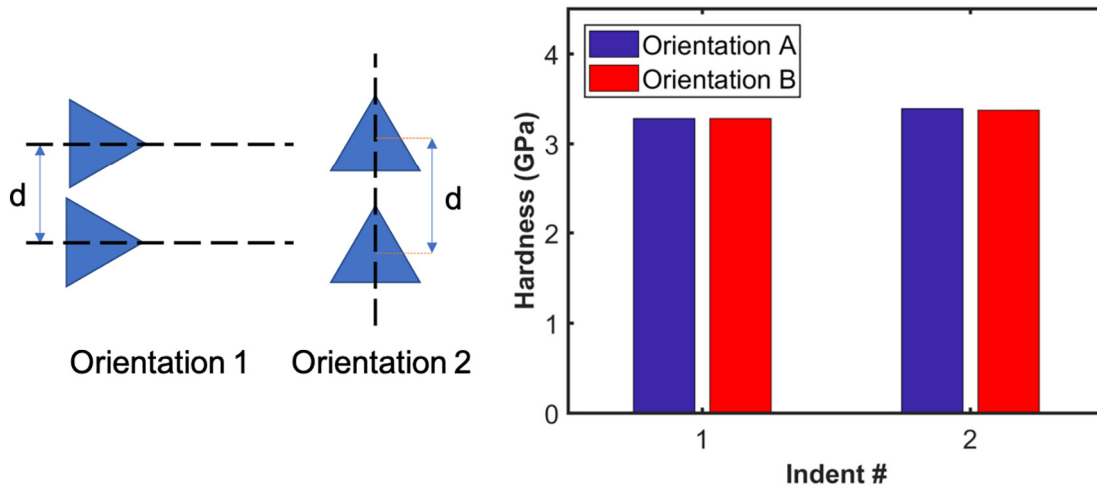 d
d
Orientation 1
Orientation 2
Orientation A
Orientation B
Hardness (GPa)
4
3
2
1
0
1
2
Indent #